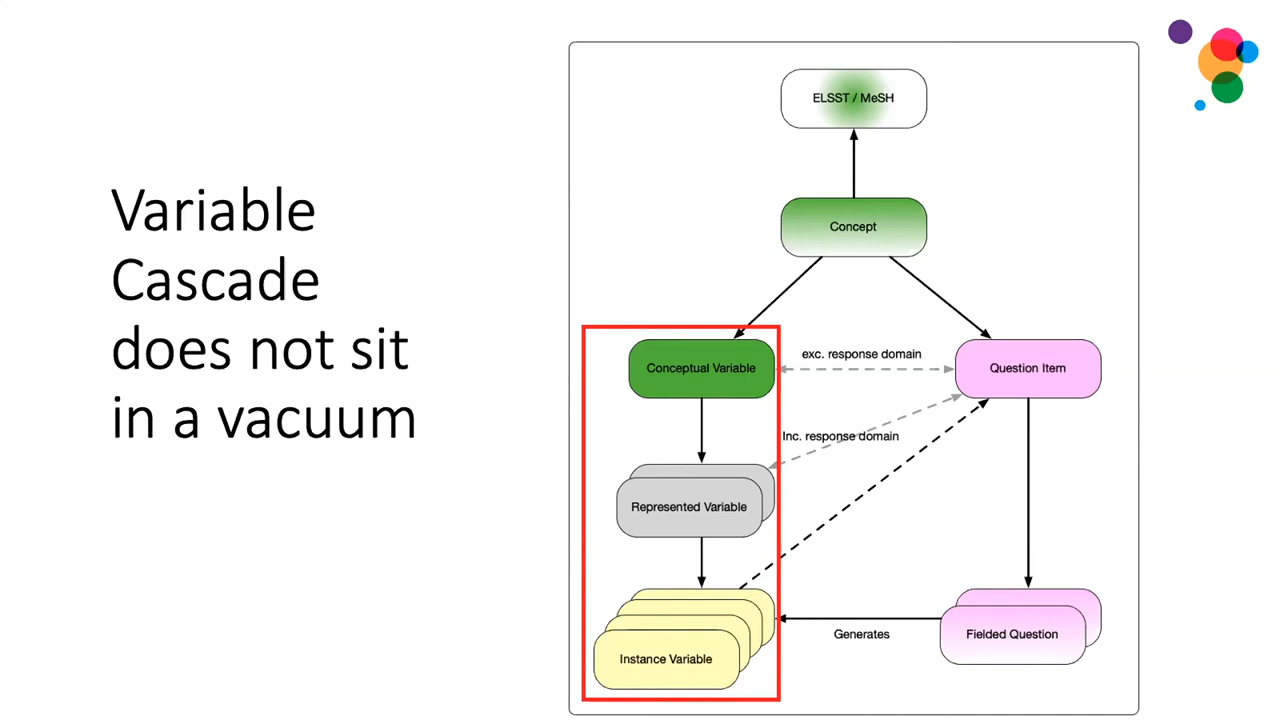 Variable
Cascade
does not sit
in a vacuum
ELSST / MeSH
Concept
Conceptual Variable
exc. response domain
Question Item
Inc. response domain
Represented Variable
Generates
Fielded Question
Instance Variable